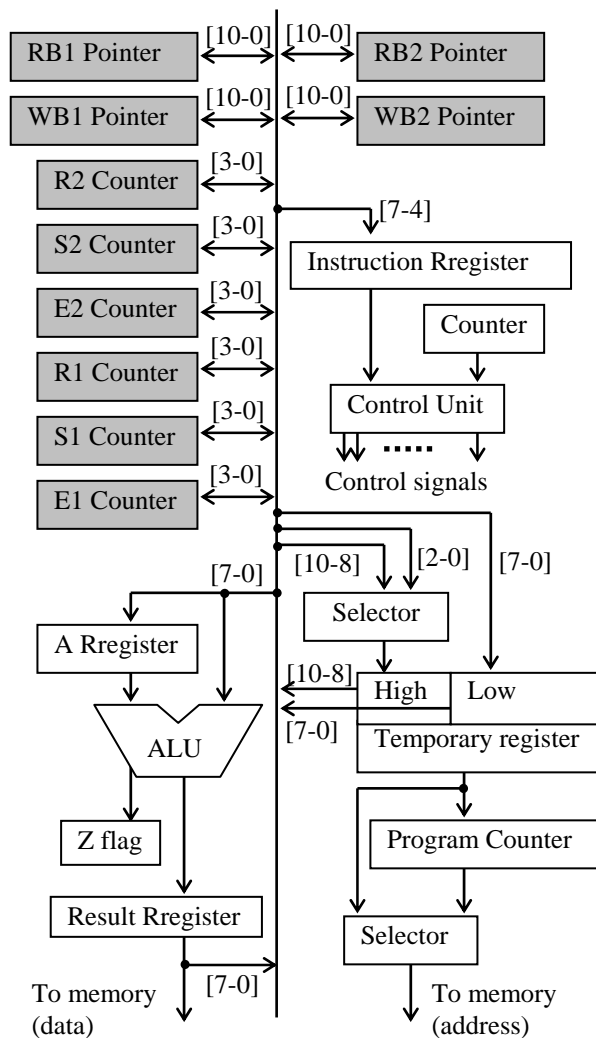 [10-0] [10-0]
RB1 Pointer RB2 Pointer
[10-0] [10-0]
WB1 Pointer WB2 Pointer
[3-0]
R2 Counter
[7-4]
[3-0]
S2 Counter
Instruction Rregister
[3-0]
E2 Counter
Counter
[3-0]
R1 Counter
Control Unit
[3-0]
S1 Counter
Control signals
[3-0]
E1 Counter
[10-8] [2-0] [7-0]
[7-0]
Selector
A Rregister
[10-8]
High Low
[7-0]
Temporary register
ALU
Z flag
Program Counter
Result Rregister
Selector
[7-0]
To memory
(data)
To memory
(address)